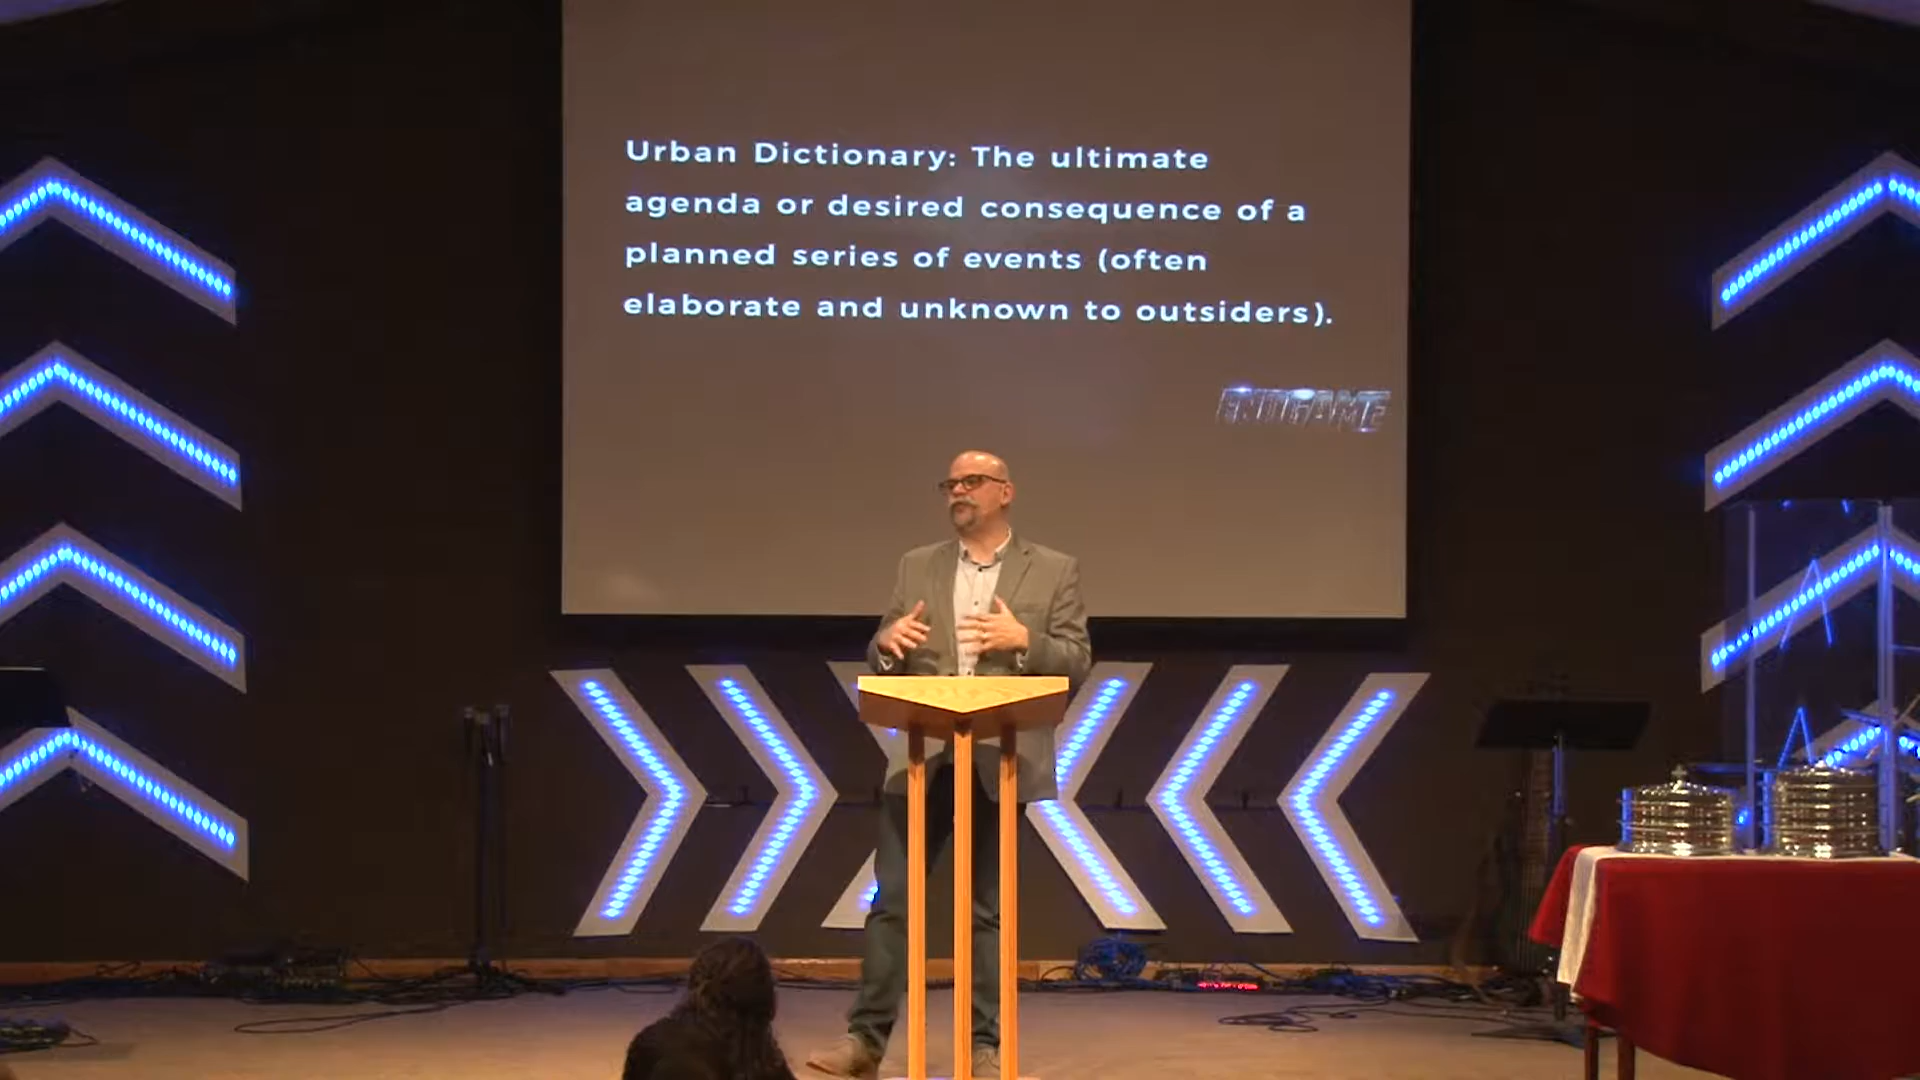 Urban Dictionary: The ultimate
agenda or desired consequence of a
planned series of events (often
elaborate and unknown to outsiders).
ENDGAME